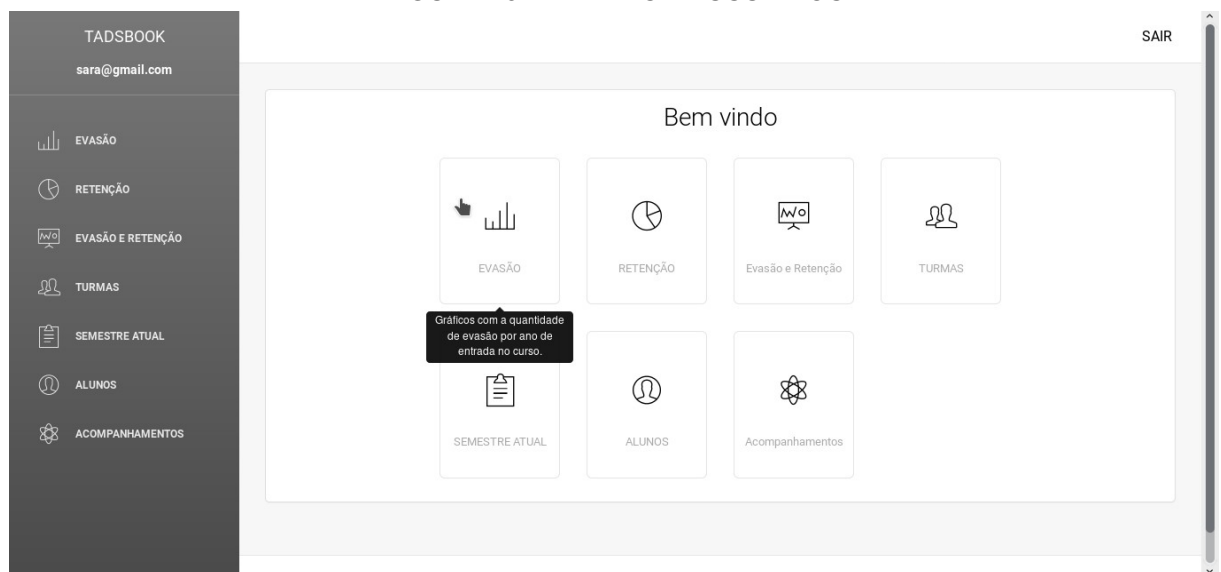 TADSBOOK
sara@gmail.com
SAIR
EVASÃO
RETENÇÃO
EVASÃO E RETENÇÃO
TURMAS
SEMESTRE ATUAL
ALUNOS
ACOMPANHAMENTOS
Bem vindo
EVASÃO
RETENÇÃO
Evasão e Retenção
TURMAS
Gráficos com a quantidade
de evasão por ano de
entrada no curso.
SEMESTRE ATUAL
ALUNOS
Acompanhamentos